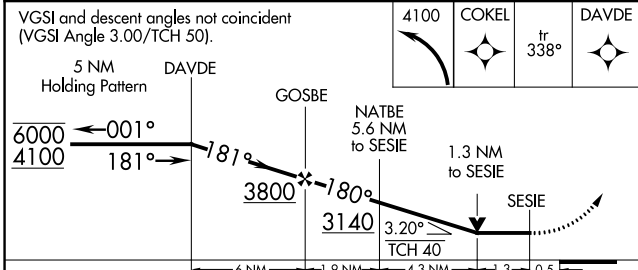 VGSI and descent angles not coincident
(VGSI Angle 3.00/TCH 50).
4100
COKEL
tr
338°
DAVDE
5 NM
Holding Pattern
DAVDE
GOSBE
NATBE
5.6 NM
to SESIE
1.3 NM
to SESIE
SESIE
6000
4100
001°
181°
181°
3800
180°
3140
3.20°
TCH 40
6 NM
1.9 NM
4.3 NM
1.3
0.5